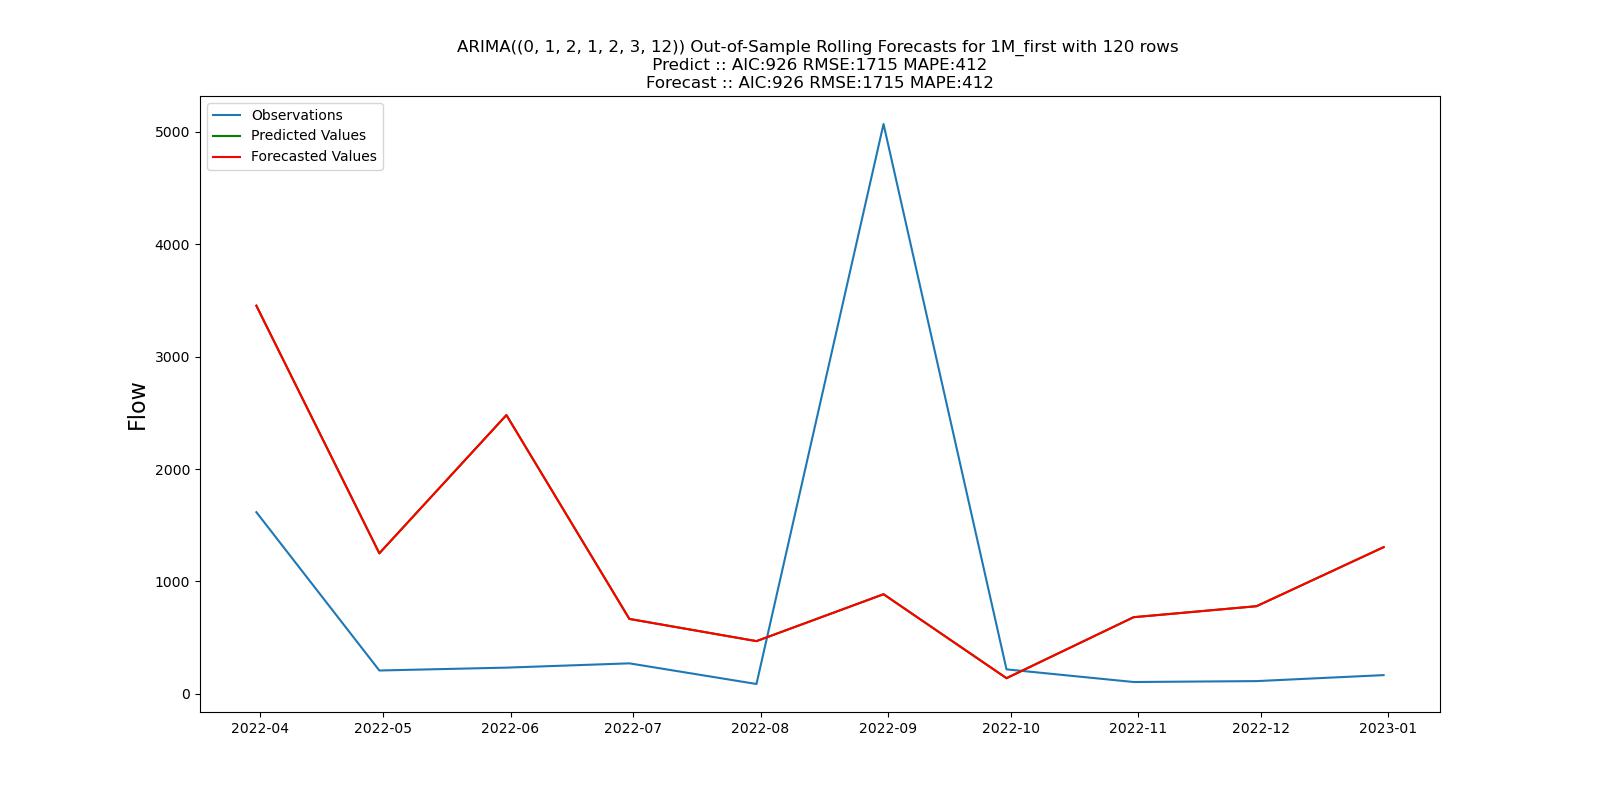 ARIMA((0, 1, 2, 1, 2, 3, 12)) Out-of-Sample Rolling Forecasts for 1M_first with 120 rows
Predict :: AIC:926 RMSE:1715 MAPE:412
Forecast :: AIC:926 RMSE:1715 MAPE:412
Observations
Predicted Values
Forecasted Values
5000
4000
3000
2000
1000
0
Flow
2022-04 2022-05 2022-06 2022-07 2022-08 2022-09 2022-10 2022-11 2022-12 2023-01